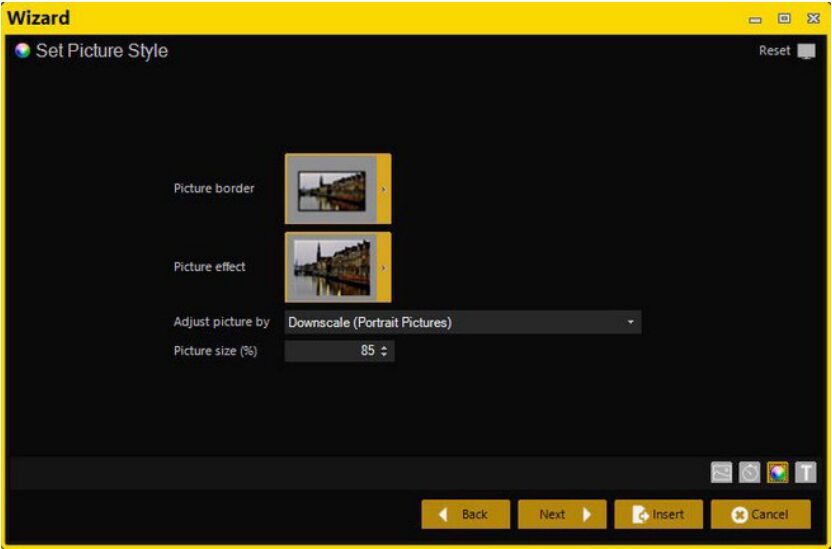 Wizard
Set Picture Style
Reset
Picture border
Picture effect
Adjust picture by Downscale (Portrait Pictures)
Picture size (%) 85
T
Back Next Insert Cancel